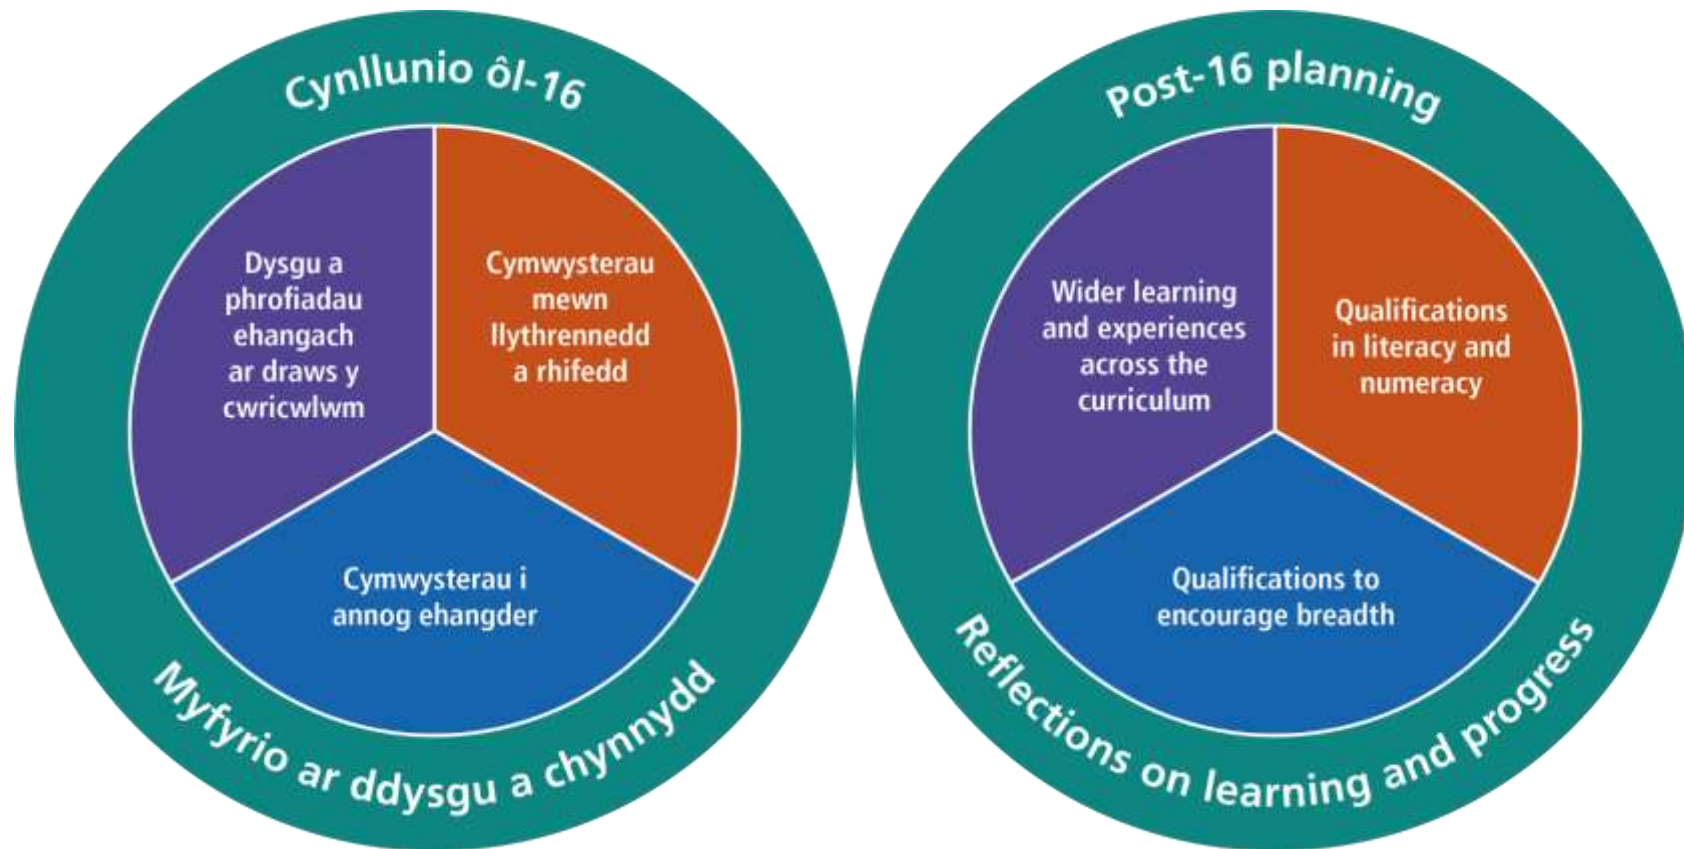 Cynllunio ôl-16
Dysgu a
phrofiadau
ehangach
ar draws y
cwricwlwm
Cymwysterau
mewn
llythrennedd
a rhifedd
Cymwysterau i
annog ehangder
Myfyrio ar ddysgu a chynnydd
Post-16 planning
Wider learning
and experiences
across the
curriculum
Qualifications
in literacy and
numeracy
Qualifications to
encourage breadth
Reflections on learning and progress